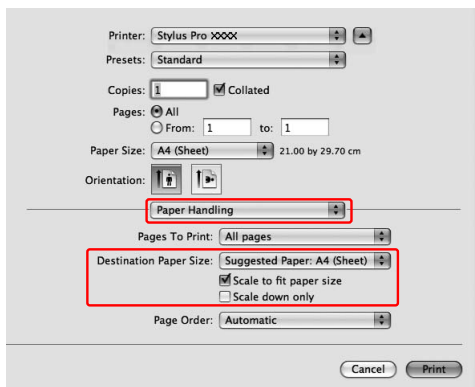 Printer: Stylus Pro XXXX
Presets: Standard
Copies: 1 Collated
Pages: All
From: 1 to: 1
Paper Size: A4 (Sheet) 21.00 by 29.70 cm
Orientation:
Paper Handling
Pages To Print: All pages
Destination Paper Size: Suggested Paper: A4 (Sheet)
Scale to fit paper size
Scale down only
Page Order: Automatic
Cancel Print